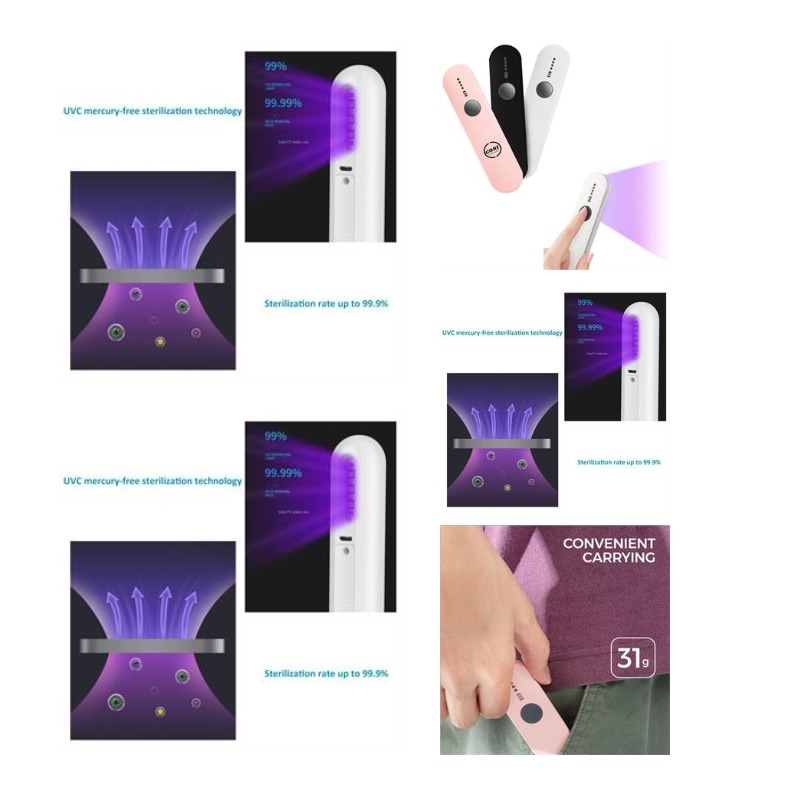 99%
UVC mercury-free sterilization technology
99.99%
Sterilization rate up to 99.9%
99%
UVC mercury-free sterilization technology
99.99%
Sterilization rate up to 99.9%
99%
99.99%
UVC mercury-free sterilization technology
Sterilization rate up to 99.9%
CONVENIENT
CARRYING
31g